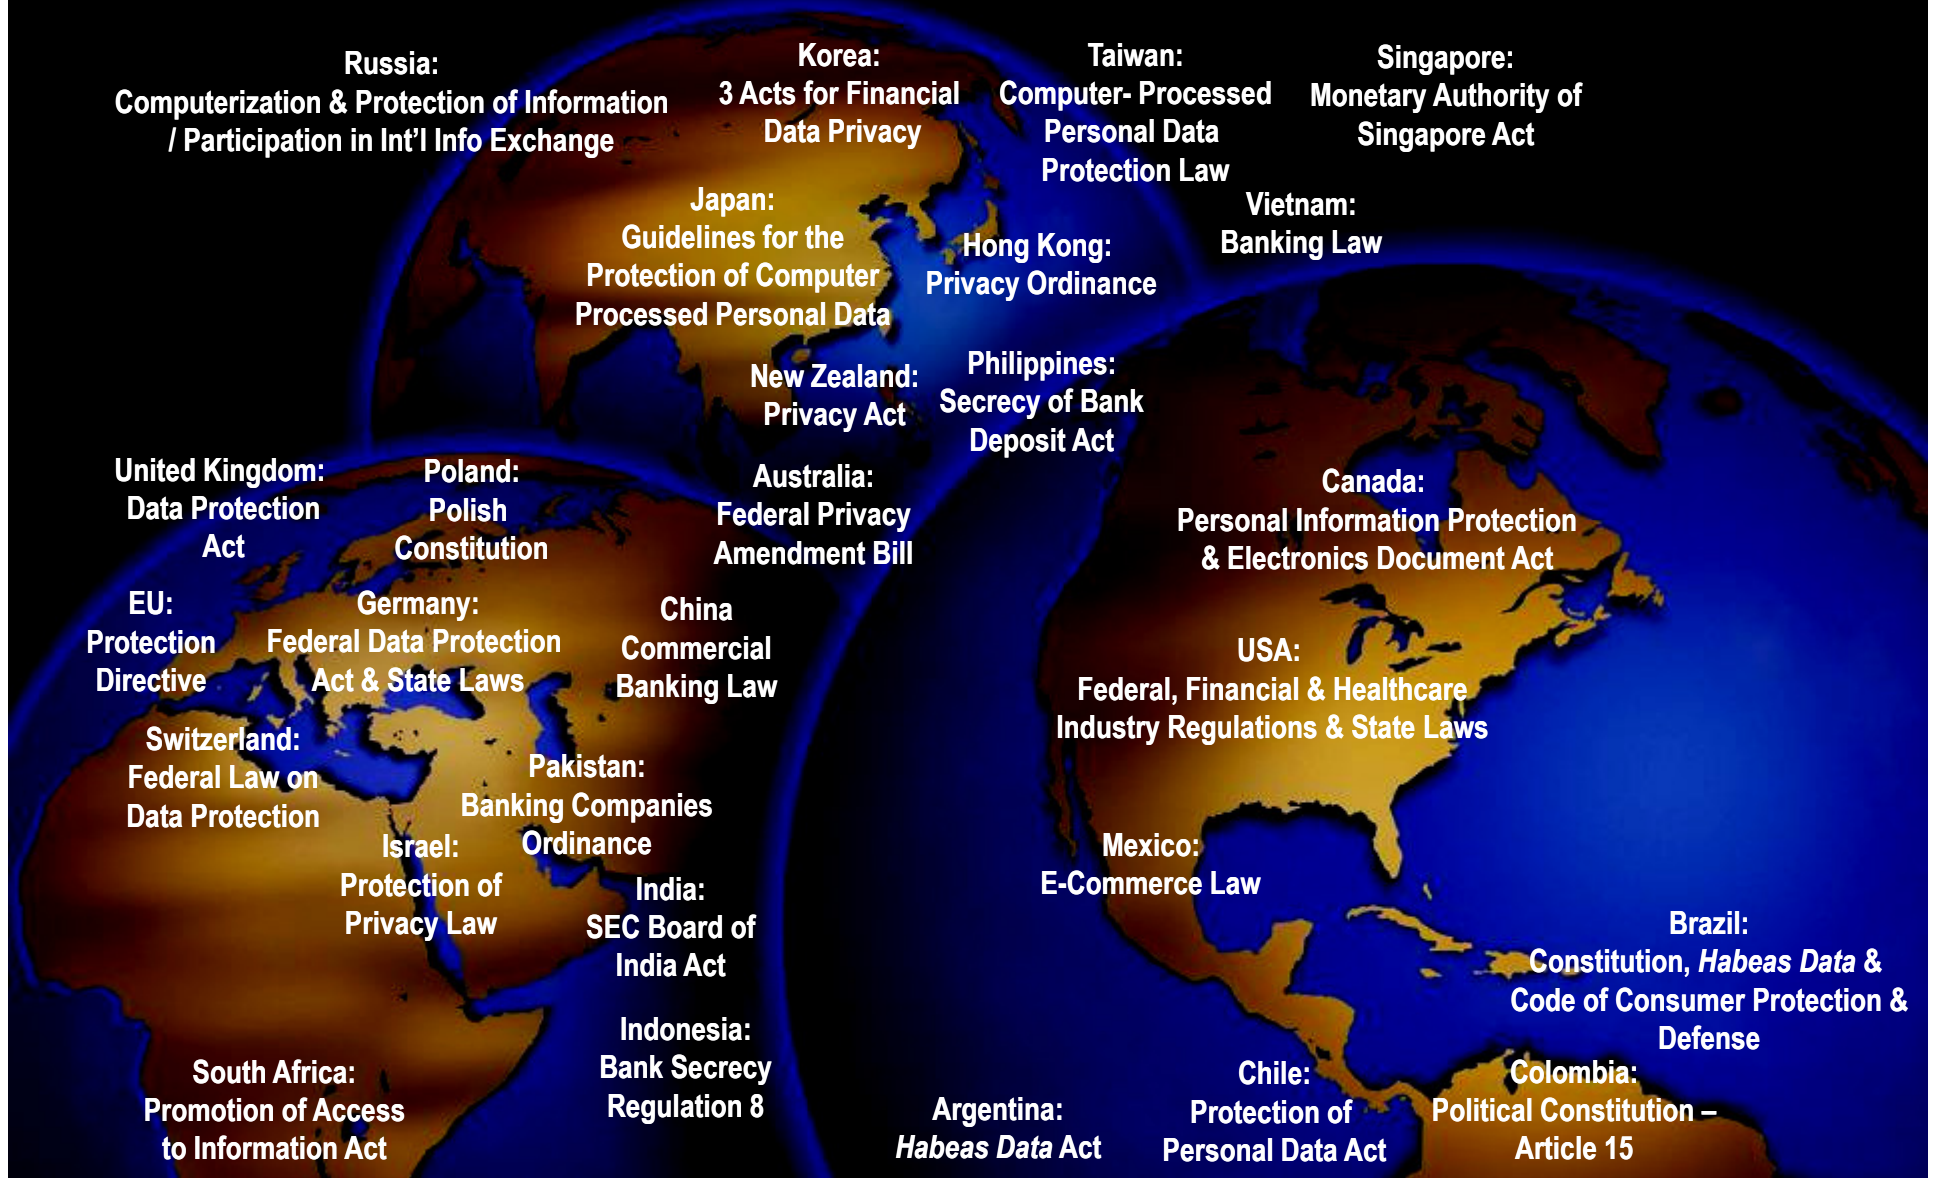 Russia:
Computerization & Protection of Information
/ Participation in Int'l Info Exchange
Korea:
3 Acts for Financial
Data Privacy
Taiwan:
Computer- Processed
Personal Data
Protection Law
Singapore:
Monetary Authority of
Singapore Act
Japan:
Guidelines for the
Protection of Computer
Processed Personal Data
Hong Kong:
Privacy Ordinance
Vietnam:
Banking Law
New Zealand:
Privacy Act
Philippines:
Secrecy of Bank
Deposit Act
United Kingdom:
Data Protection
Act
Poland:
Polish
Constitution
Australia:
Federal Privacy
Amendment Bill
Canada:
Personal Information Protection
& Electronics Document Act
EU:
Protection
Directive
Germany:
Federal Data Protection
Act & State Laws
China
Commercial
Banking Law
USA:
Federal, Financial & Healthcare
Industry Regulations & State Laws
Switzerland:
Federal Law on
Data Protection
Pakistan:
Banking Companies
Ordinance
Israel:
Protection of
Privacy Law
India:
SEC Board of
India Act
Mexico:
E-Commerce Law
Brazil:
Constitution, Habeas Data &
Code of Consumer Protection &
Defense
Indonesia:
Bank Secrecy
Regulation 8
South Africa:
Promotion of Access
to Information Act
Argentina:
Habeas Data Act
Chile:
Protection of
Personal Data Act
Colombia:
Political Constitution –
Article 15